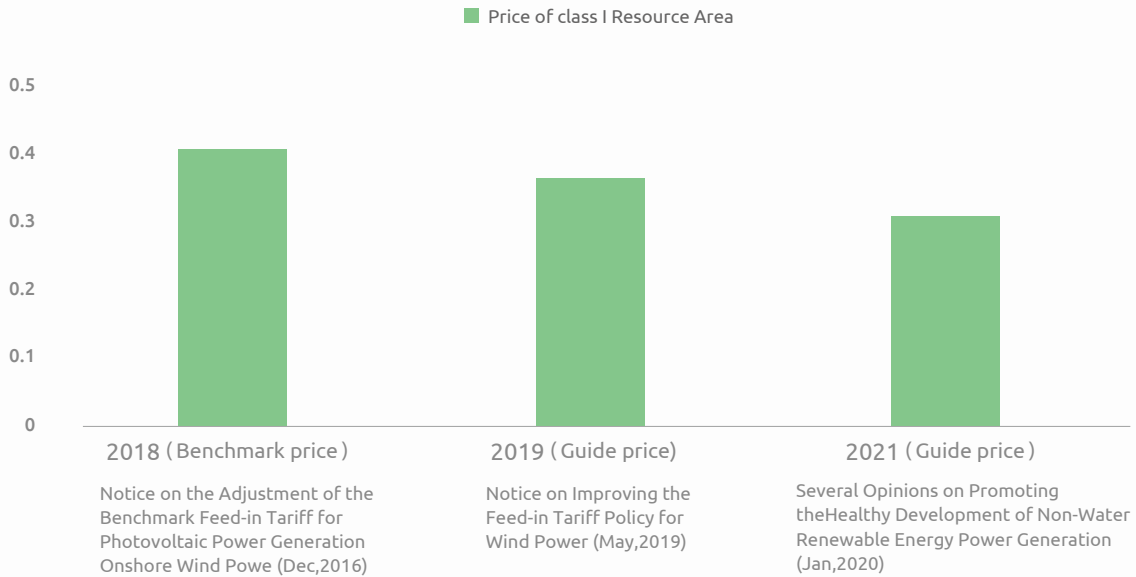 Price of class I Resource Area
0.5
0.4
0.3
0.2
0.1
0
2018 ( Benchmark price )
Notice on the Adjustment of the
Benchmark Feed-in Tariff for
Photovoltaic Power Generation
Onshore Wind Powe (Dec,2016)
2019 ( Guide price)
Notice on Improving the
Feed-in Tariff Policy for
Wind Power (May,2019)
2021 ( Guide price )
Several Opinions on Promoting
theHealthy Development of Non-Water
Renewable Energy Power Generation
(Jan,2020)